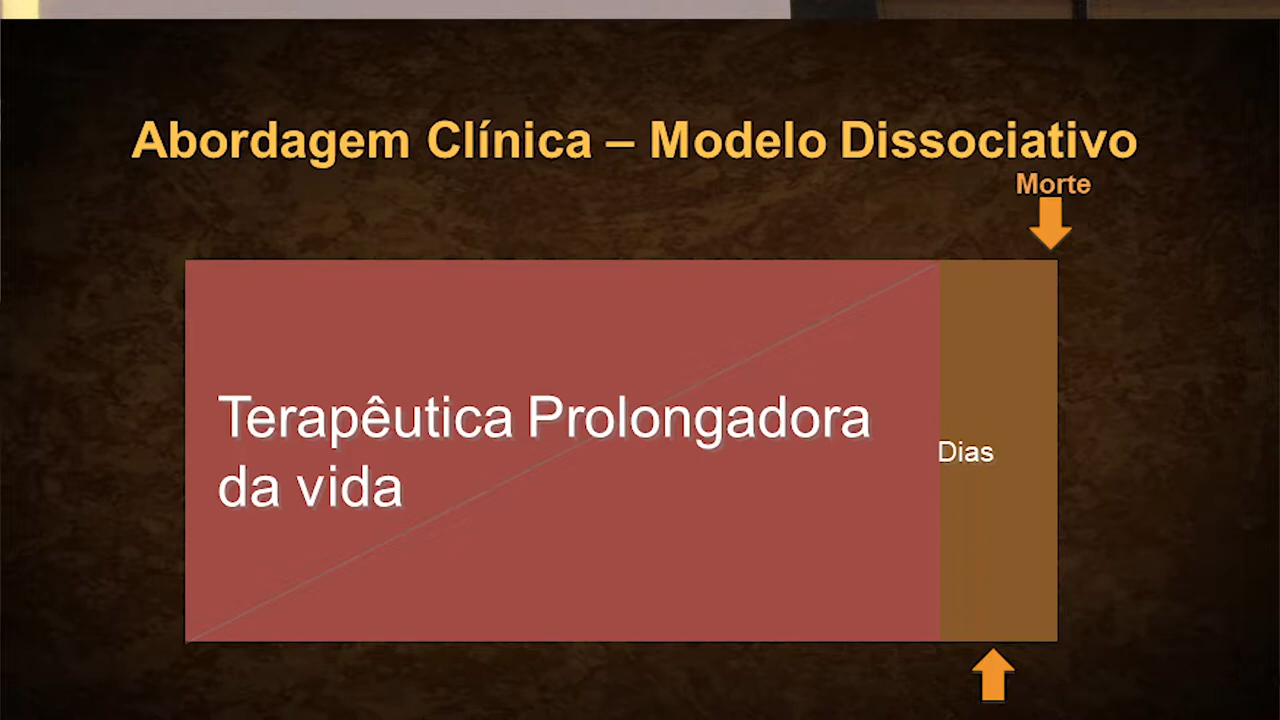 Abordagem Clínica – Modelo Dissociativo
Morte
Terapêutica Prolongadora
da vida
Dias